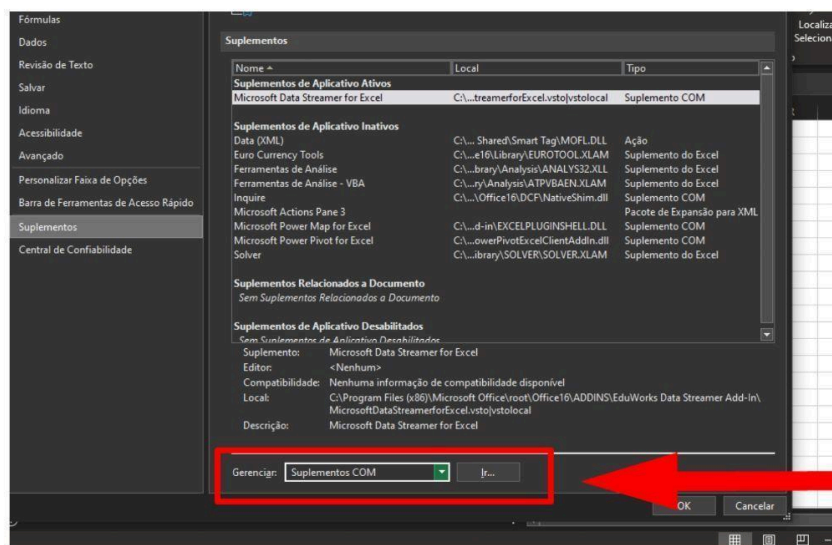 Fórmulas
Dados
Revisão de Texto
Salvar
Idioma
Acessibilidade
Avançado
Personalizar Faixa de Opções
Barra de Ferramentas de Acesso Rápido
Suplementos
Central de Confiabilidade
Suplementos
Nome Local Tipo
Suplementos de Aplicativo Ativos
Microsoft Data Streamer for Excel C:\...treamerforExcel.vsto|vstolocal Suplemento COM
Suplementos de Aplicativo Inativos
Data (XML) C:\... Shared\Smart Tag\MOFL.DLL Ação
Euro Currency Tools C:\...e16\Library\EUROTOOL.XLAM Suplemento do Excel
Ferramentas de Análise C:\...brary\Analysis\ANALYS32.XLL Suplemento do Excel
Ferramentas de Análise - VBA C:\...ry\Analysis\ATPVBAEN.XLAM Suplemento do Excel
Inquire C:\...\Office16\DCF\NativeShim.dll Suplemento COM
Microsoft Actions Pane 3 Pacote de Expansão para XML
Microsoft Power Map for Excel C:\...d-in\EXCELPLUGINSHELL.DLL Suplemento COM
Microsoft Power Pivot for Excel C:\...owerPivotExcelClientAddIn.dll Suplemento COM
Solver C:\...ibrary\SOLVER\SOLVER.XLAM Suplemento do Excel
Suplementos Relacionados a Documento
Sem Suplementos Relacionados a Documento
Suplementos de Aplicativo Desabilitados
Sem Suplementos de Aplicativo Desabilitados
Suplemento: Microsoft Data Streamer for Excel
Editor: <Nenhum>
Compatibilidade: Nenhuma informação de compatibilidade disponível
Local: C:\Program Files (x86)\Microsoft Office\root\Office16\ADDINS\EduWorks Data Streamer Add-In\
MicrosoftDataStreamerforExcel.vsto|vstolocal
Descrição: Microsoft Data Streamer for Excel
Gerenciar: Suplementos COM Ir...
OK Cancelar
Localiza
Selecion